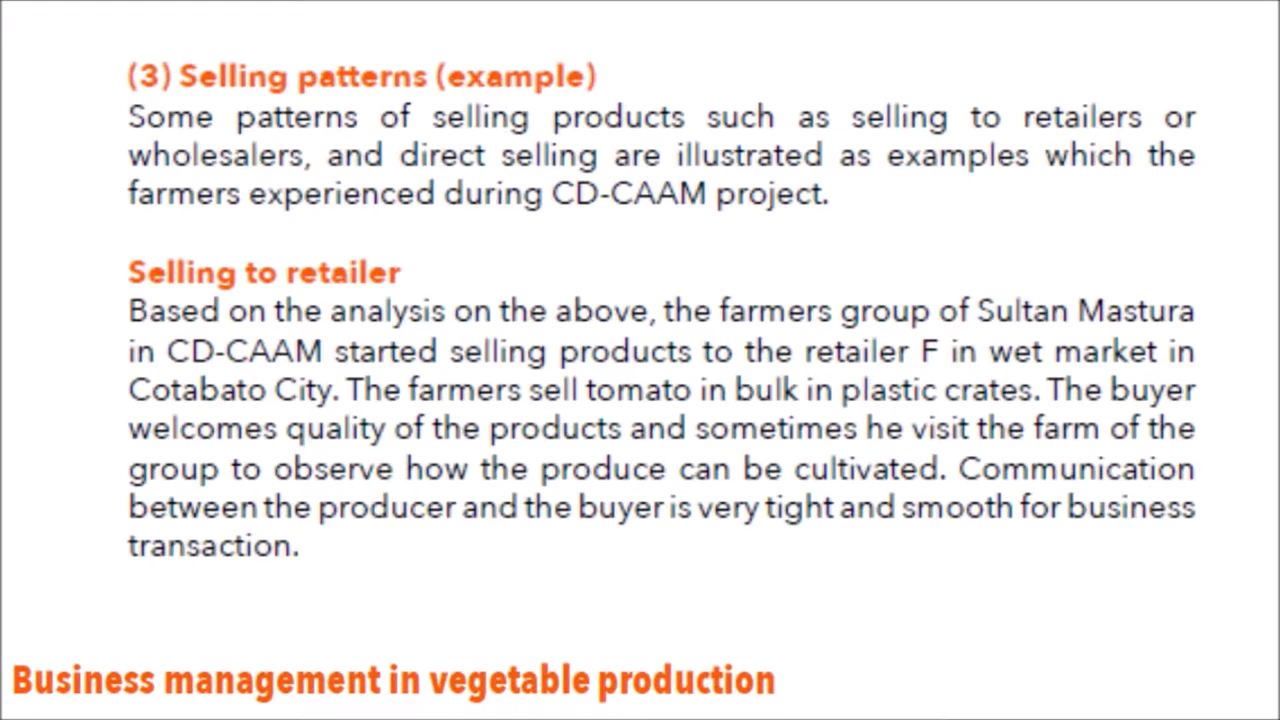 (3) Selling patterns (example)
Some patterns of selling products such as selling to retailers or
wholesalers, and direct selling are illustrated as examples which the
farmers experienced during CD-CAAM project.
Selling to retailer
Based on the analysis on the above, the farmers group of Sultan Mastura
in CD-CAAM started selling products to the retailer F in wet market in
Cotabato City. The farmers sell tomato in bulk in plastic crates. The buyer
welcomes quality of the products and sometimes he visit the farm of the
group to observe how the produce can be cultivated. Communication
between the producer and the buyer is very tight and smooth for business
transaction.
Business management in vegetable production